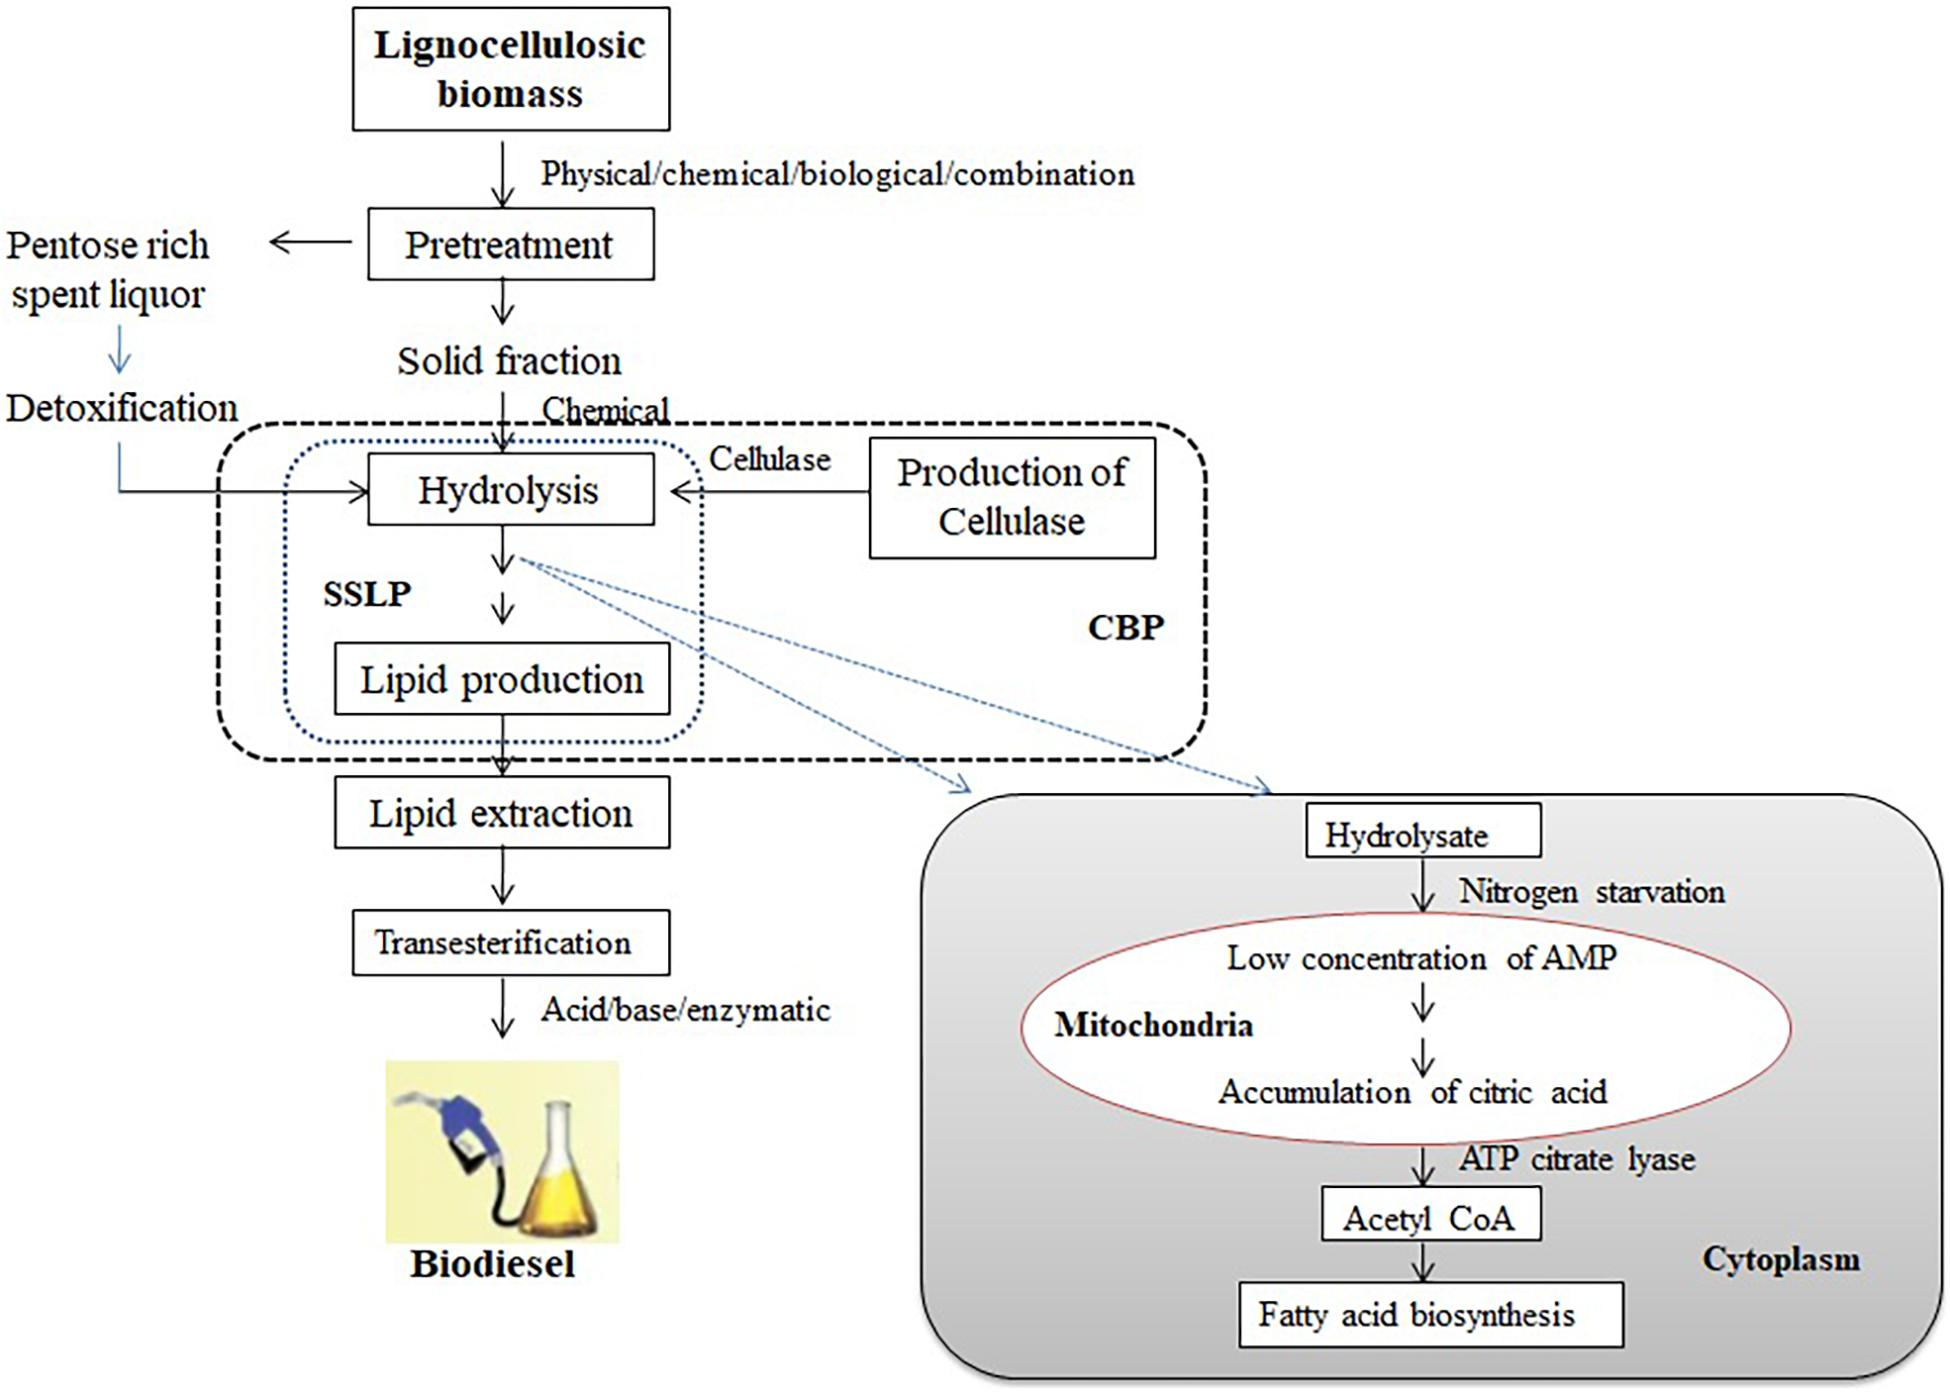 Lignocellulosic
biomass
Physical/chemical/biological/combination
Pretreatment
Pentose rich
spent liquor
Solid fraction
Detoxification
Chemical
Hydrolysis
Cellulase
Production of
Cellulase
SSLP
CBP
Lipid production
Lipid extraction
Transesterification
Acid/base/enzymatic
Biodiesel
Hydrolysate
Nitrogen starvation
Low concentration of AMP
Mitochondria
Accumulation of citric acid
ATP citrate lyase
Acetyl CoA
Cytoplasm
Fatty acid biosynthesis